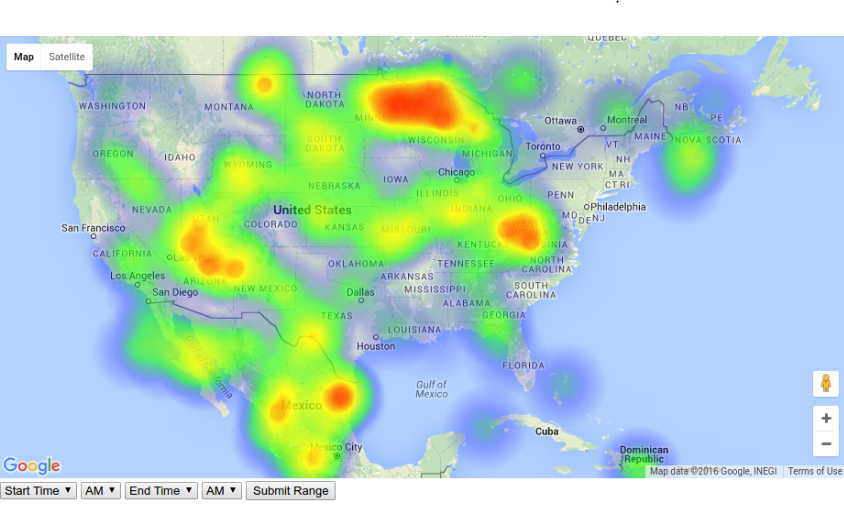 QUEBEC
Map Satellite
WASHINGTON
MONTANA
NORTH
DAKOTA
NB
PE
Ottawa
Montreal
MAINE
NOVA SCOTIA
WISCONSIN
MICHIGAN
Toronto
VT
NH
NEW YORK
MA
CT RI
OREGON
IDAHO
SOUTH
DAKOTA
WYOMING
IOWA
Chicago
NEBRASKA
ILLINOIS
OHIO
PENN
Philadelphia
MD
DE NJ
NEVADA
UTAH
United States
COLORADO
KANSAS
MISSOURI
INDIANA
KENTUCKY
San Francisco
CALIFORNIA
Las Vegas
OKLAHOMA
TENNESSEE
NORTH
CAROLINA
Los Angeles
ARIZONA
NEW MEXICO
ARKANSAS
San Diego
Dallas
MISSISSIPPI
SOUTH
CAROLINA
ALABAMA
TEXAS
GEORGIA
LOUISIANA
Houston
FLORIDA
Gulf of
California
Gulf of
Mexico
Mexico
Cuba
Mexico City
Dominican
Republic
Google
Map data ©2016 Google, INEGI Terms of Use
Start Time ▼ AM ▼ End Time ▼ AM ▼ Submit Range